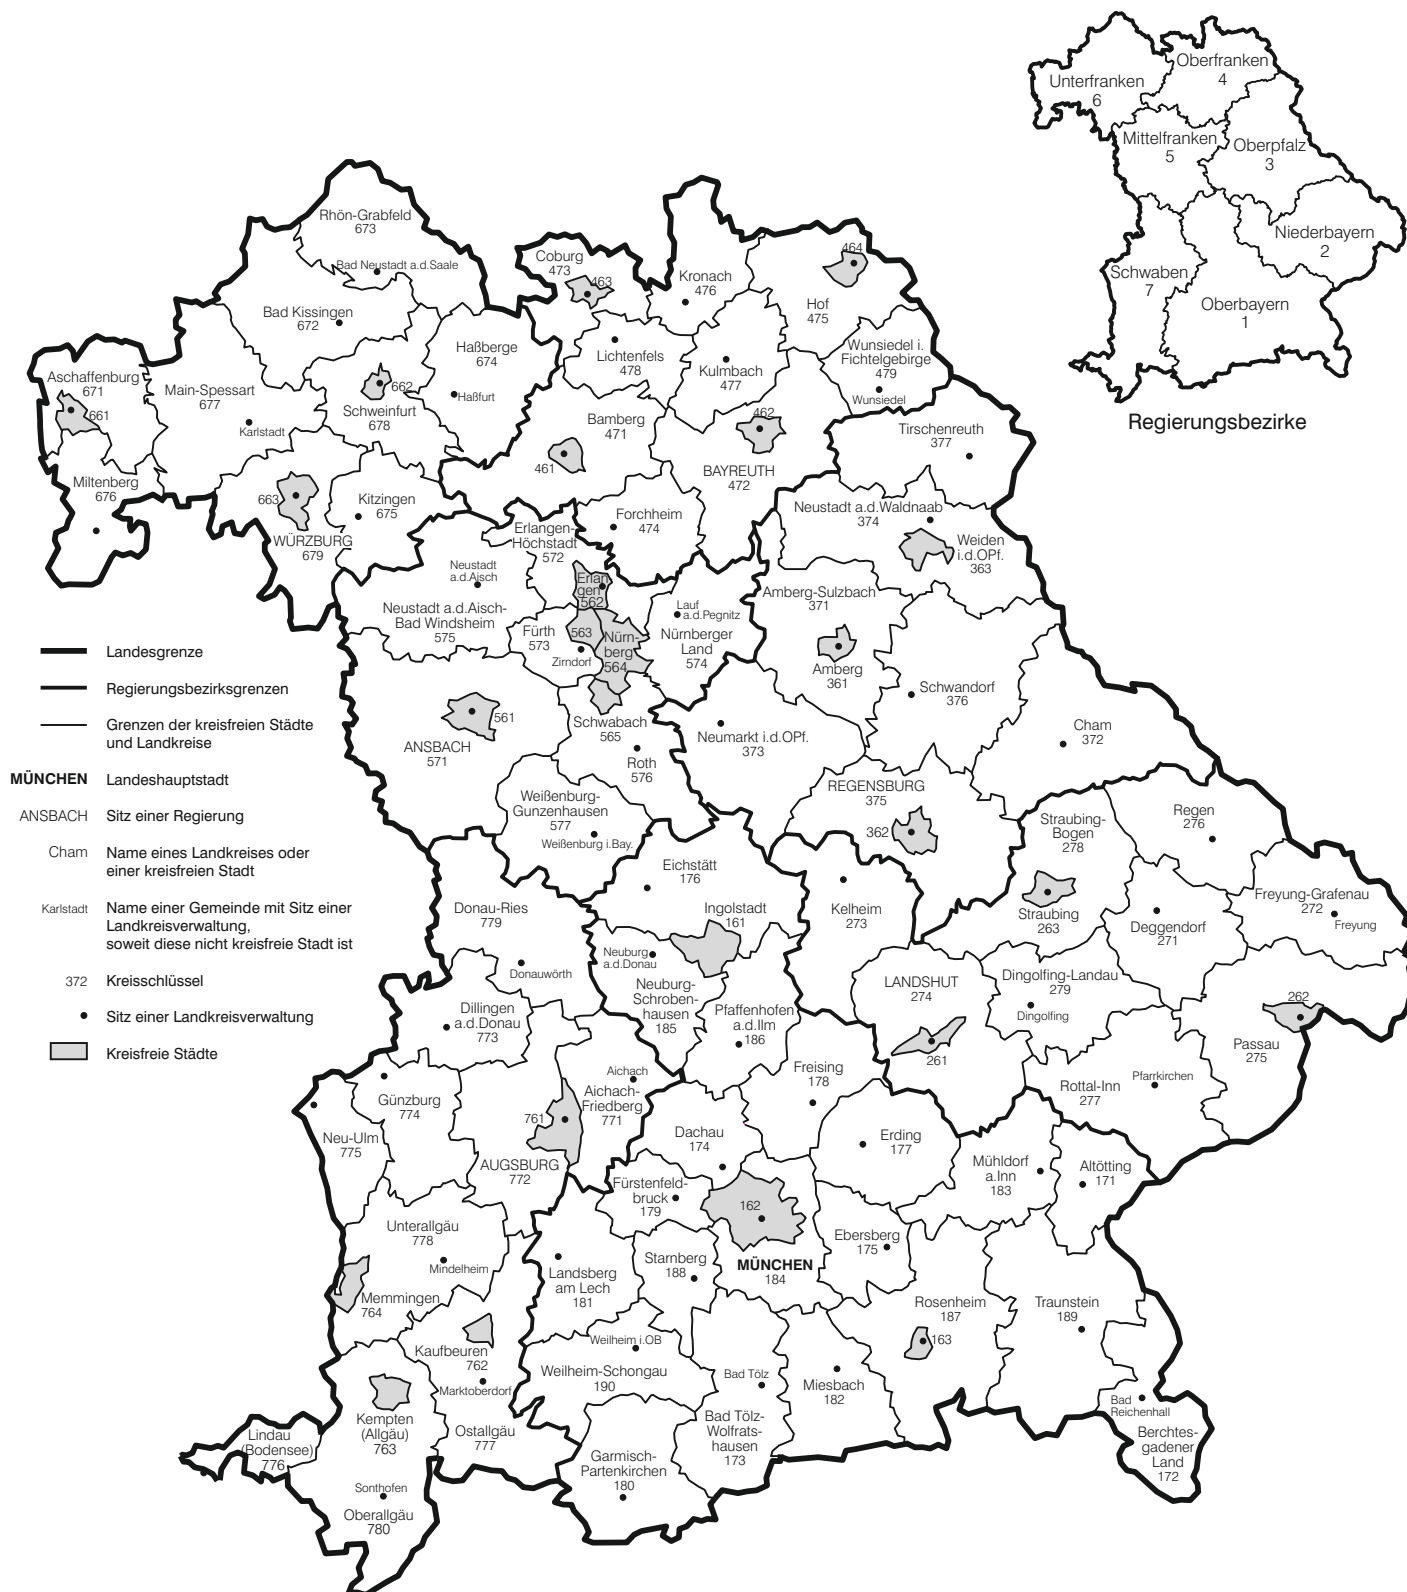 Oberfranken
4
Unterfranken
6
Mittelfranken
5
Oberpfalz
3
Niederbayern
2
Schwaben
7
Oberbayern
1
Regierungsbezirke
Rhön-Grabfeld
673
Bad Neustadt a.d.Saale
Bad Kissingen
672
Coburg
473
463
Kronach
476
464
Hof
475
Haßberge
674
Haßfurt
Lichtenfels
478
Kulmbach
477
Wunsiedel i.
Fichtelgebirge
479
Wunsiedel
Aschaffenburg
671
661
Main-Spessart
677
Karlstadt
662
Schweinfurt
678
Bamberg
471
461
462
BAYREUTH
472
Tirschenreuth
377
Miltenberg
676
663
WÜRZBURG
679
Kitzingen
675
Forchheim
474
Neustadt a.d.Waldnaab
374
Weiden
i.d.OPf.
363
Erlangen-
Höchstadt
572
Neustadt
a.d.Aisch
Neustadt a.d.Aisch-
Bad Windsheim
575
Erlan-
gen
562
Fürth
573
563
Zirndorf
Nürn-
berg
564
Lauf
a.d.Pegnitz
Nürnberger
Land
574
Amberg-Sulzbach
371
Amberg
361
Schwandorf
376
Cham
372
561
ANSBACH
571
Schwabach
565
Roth
576
Neumarkt i.d.OPf.
373
Weißenburg-
Gunzenhausen
577
Weißenburg i.Bay.
REGENSBURG
375
362
Straubing-
Bogen
278
Regen
276
Landesgrenze
Regierungsbezirksgrenzen
Grenzen der kreisfreien Städte
und Landkreise
MÜNCHEN Landeshauptstadt
ANSBACH Sitz einer Regierung
Cham Name eines Landkreises oder
einer kreisfreien Stadt
Karlstadt Name einer Gemeinde mit Sitz einer
Landkreisverwaltung,
soweit diese nicht kreisfreie Stadt ist
372 Kreisschlüssel
Sitz einer Landkreisverwaltung
Kreisfreie Städte
Eichstätt
176
Donau-Ries
779
Donauwörth
Ingolstadt
161
Neuburg
a.d.Donau
Neuburg-
Schroben-
hausen
185
Kelheim
273
Straubing
263
Deggendorf
271
Freyung-Grafenau
272
Freyung
LANDSHUT
274
261
Dingolfing-Landau
279
Dingolfing
262
Passau
275
Dillingen
a.d.Donau
773
Pfaffenhofen
a.d.Ilm
186
Freising
178
Rottal-Inn
277
Pfarrkirchen
Günzburg
774
Neu-Ulm
775
Aichach
Aichach-
Friedberg
771
761
AUGSBURG
772
Dachau
174
Erding
177
Mühldorf
a.Inn
183
Altötting
171
Fürstenfeld-
bruck
179
162
MÜNCHEN
184
Ebersberg
175
Unterallgäu
778
Mindelheim
Memmingen
764
Landsberg
am Lech
181
Starnberg
188
Rosenheim
187
163
Traunstein
189
Kaufbeuren
762
Marktoberdorf
Weilheim i.OB
Weilheim-Schongau
190
Bad Tölz
Bad Tölz-
Wolfrats-
hausen
173
Miesbach
182
Bad
Reichenhall
Berchtes-
gadener
Land
172
Kempten
(Allgäu)
763
Lindau
(Bodensee)
776
Ostallgäu
777
Garmisch-
Partenkirchen
180
Sonthofen
Oberallgäu
780